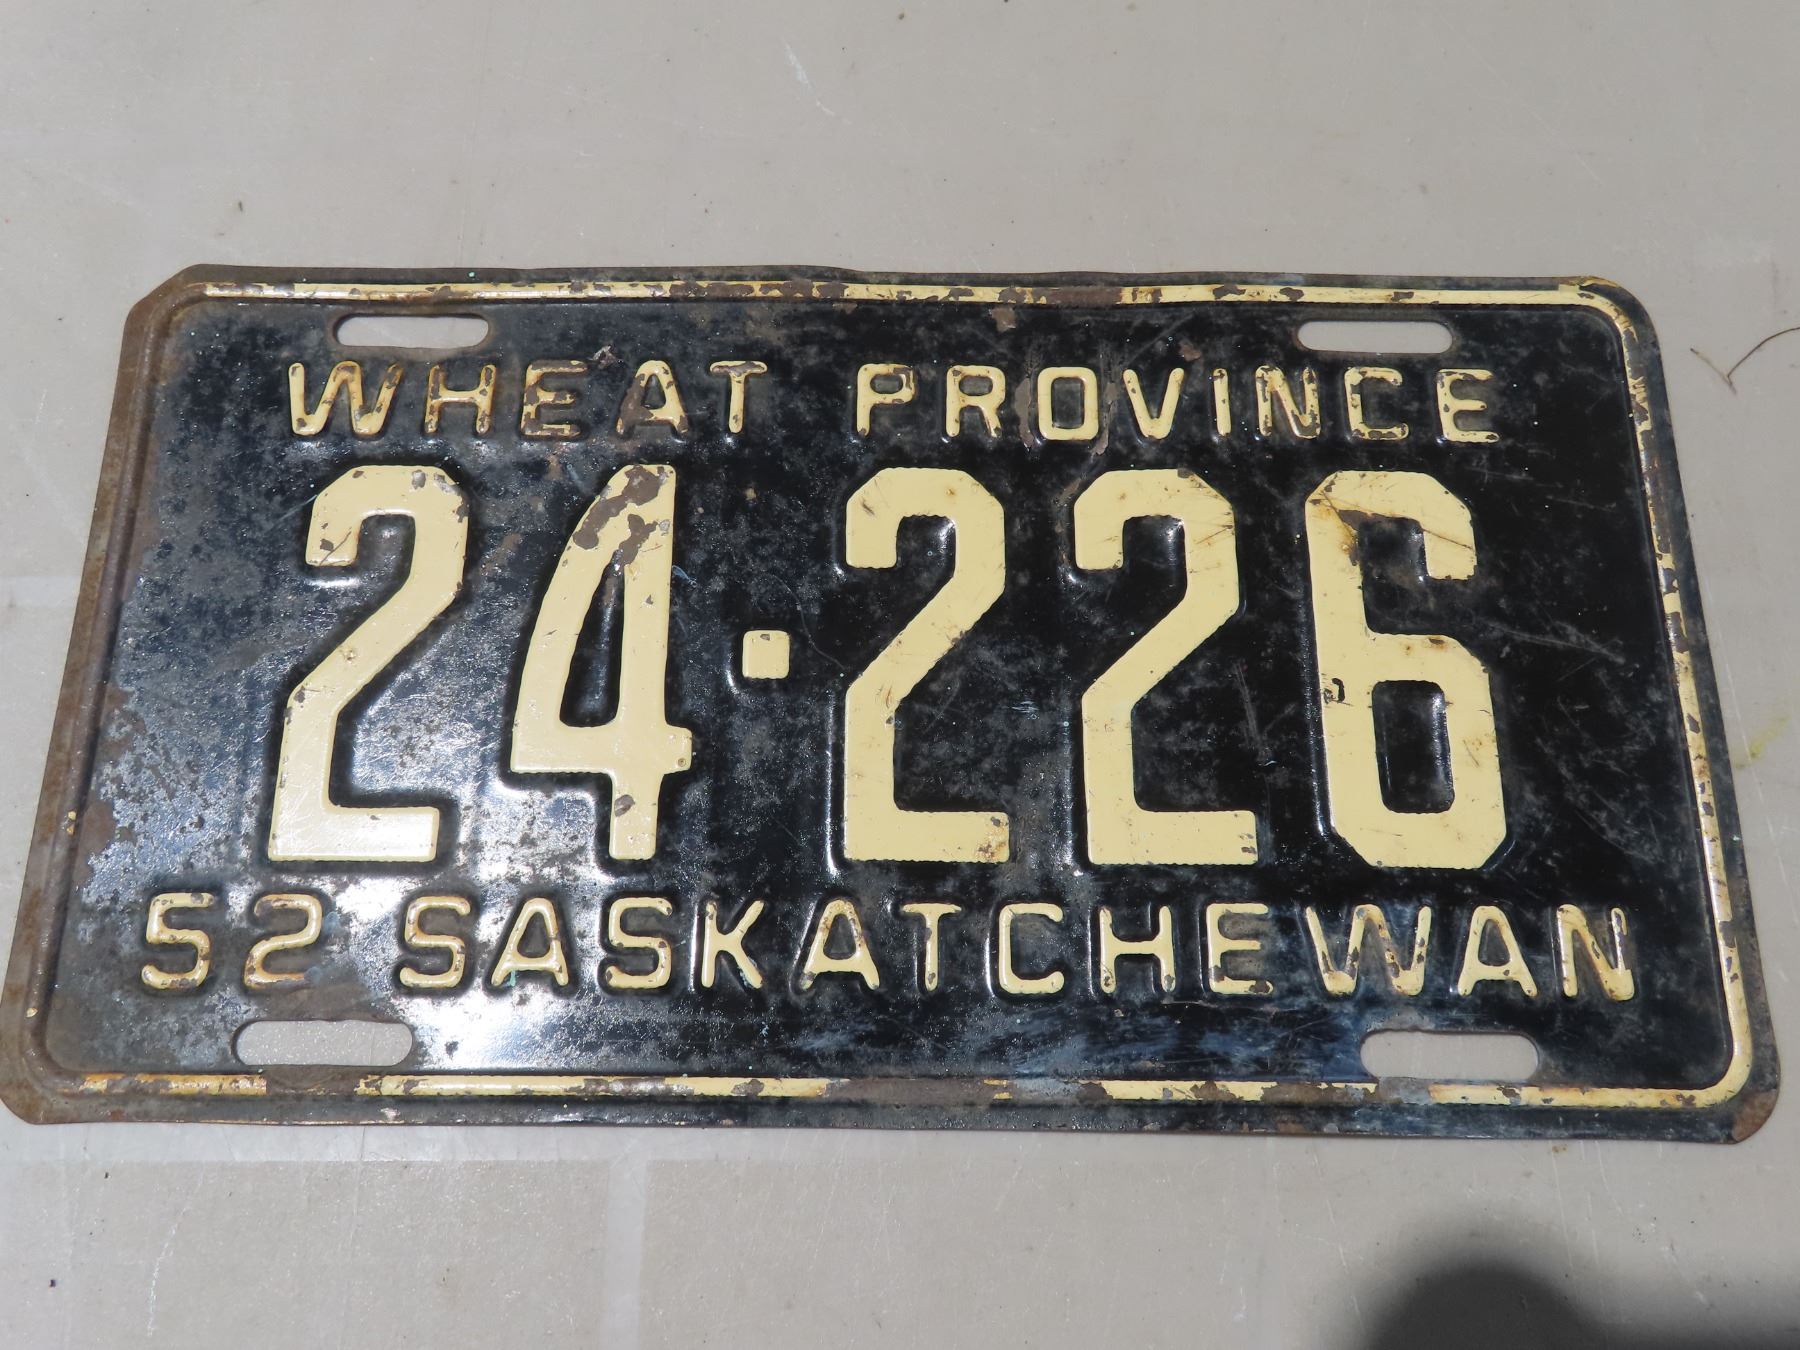 WHEAT PROVINCE
24·226
52 SASKATCHEWAN